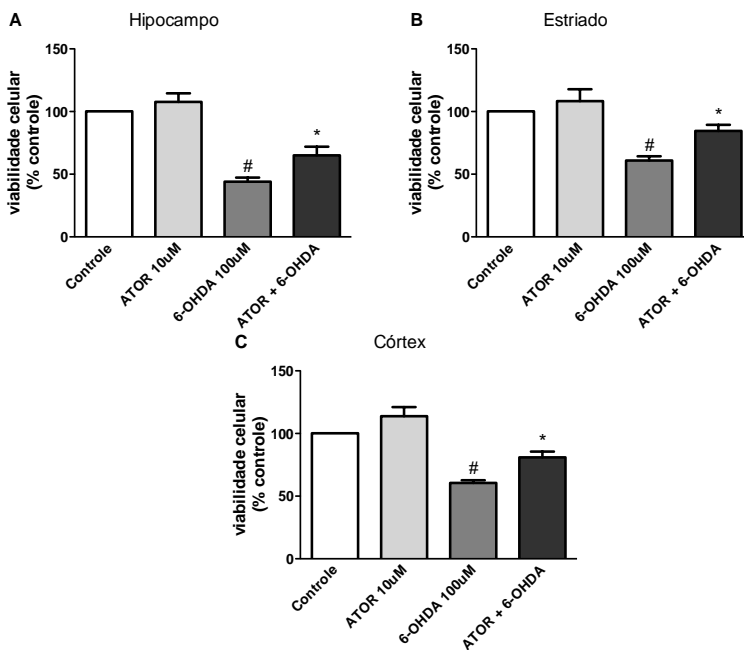 A
Hipocampo
viabilidade celular
(% controle)
150
100
50
0
#
*
Controle
ATOR 10uM
6-OHDA 100uM
ATOR + 6-OHDA
B
Estriado
viabilidade celular
(% controle)
150
100
50
0
#
*
Controle
ATOR 10uM
6-OHDA 100uM
ATOR + 6-OHDA
C
Córtex
viabilidade celular
(% controle)
150
100
50
0
#
*
Controle
ATOR 10uM
6-OHDA 100uM
ATOR + 6-OHDA